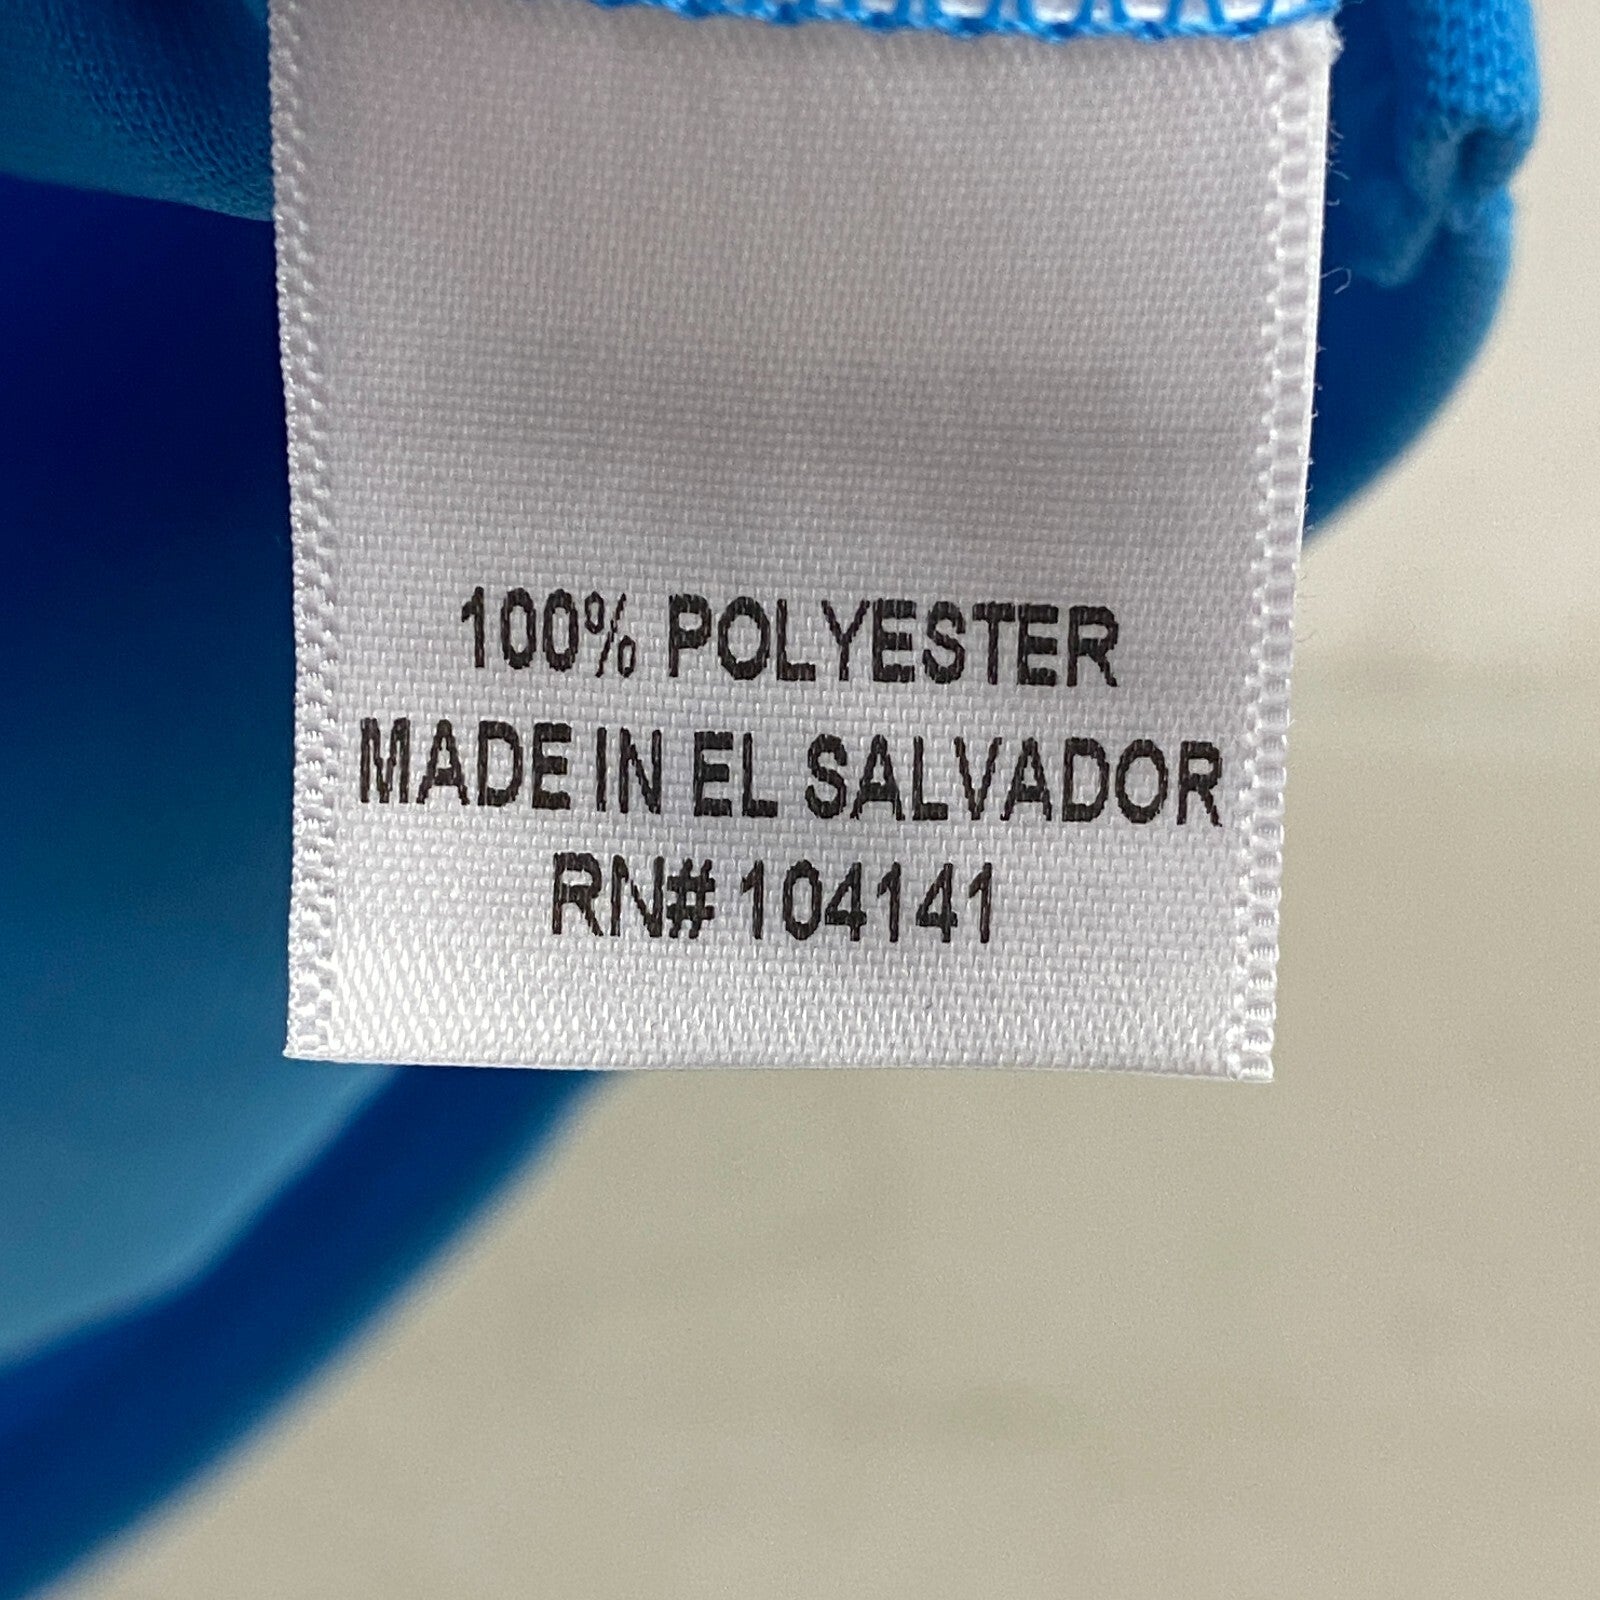 100% POLYESTER
MADE IN EL SALVADOR
RN# 104141